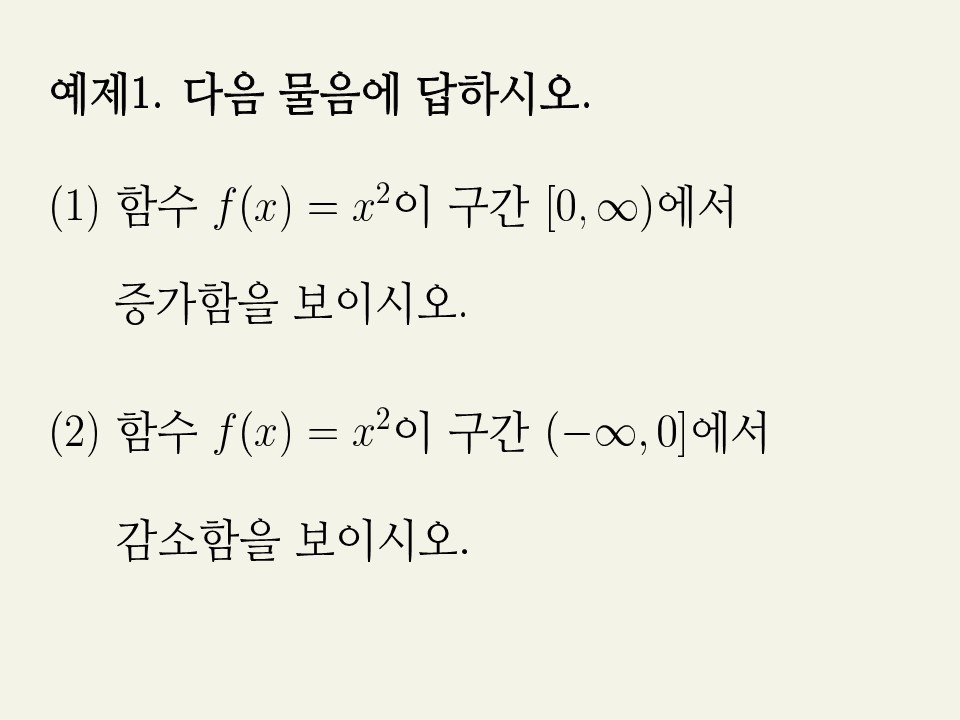 예제1. 다음 물음에 답하시오.
(1) 함수 f(x) = x²이 구간 [0, ∞)에서
증가함을 보이시오.
(2) 함수 f(x) = x²이 구간 (−∞, 0]에서
감소함을 보이시오.